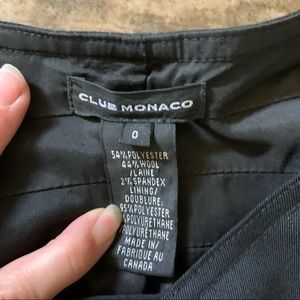 CLUB MONACO
0
54% POLYESTER
44% WOOL
/LAINE
2% SPANDEX
LINING/
DOUBLURE:
95% POLYESTER
POLYURETHANE
POLYURÉTHANE
MADE IN/
FABRIQUE AU
CANADA